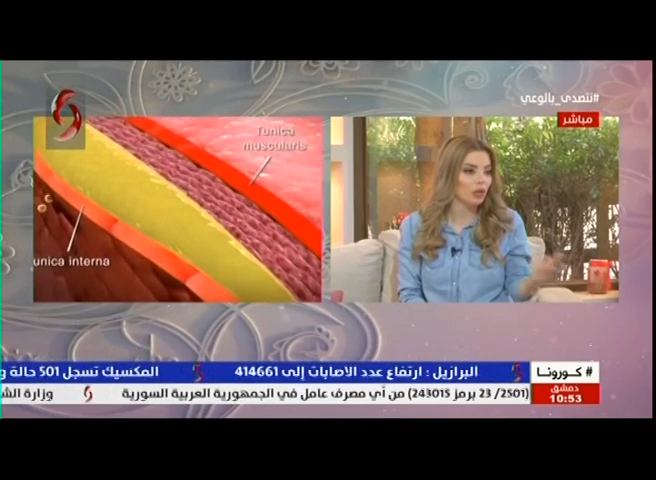 #نتصدى_بالوعي
مباشر
Tunica
muscularis
unica interna
# كورونا
البرازيل : ارتفاع عدد الاصابات إلى 414661
المكسيك تسجل 501 حالة و
دمشق
10:53
(2501/ 23 برمز 243015) من أي مصرف عامل في الجمهورية العربية السورية
وزارة الش